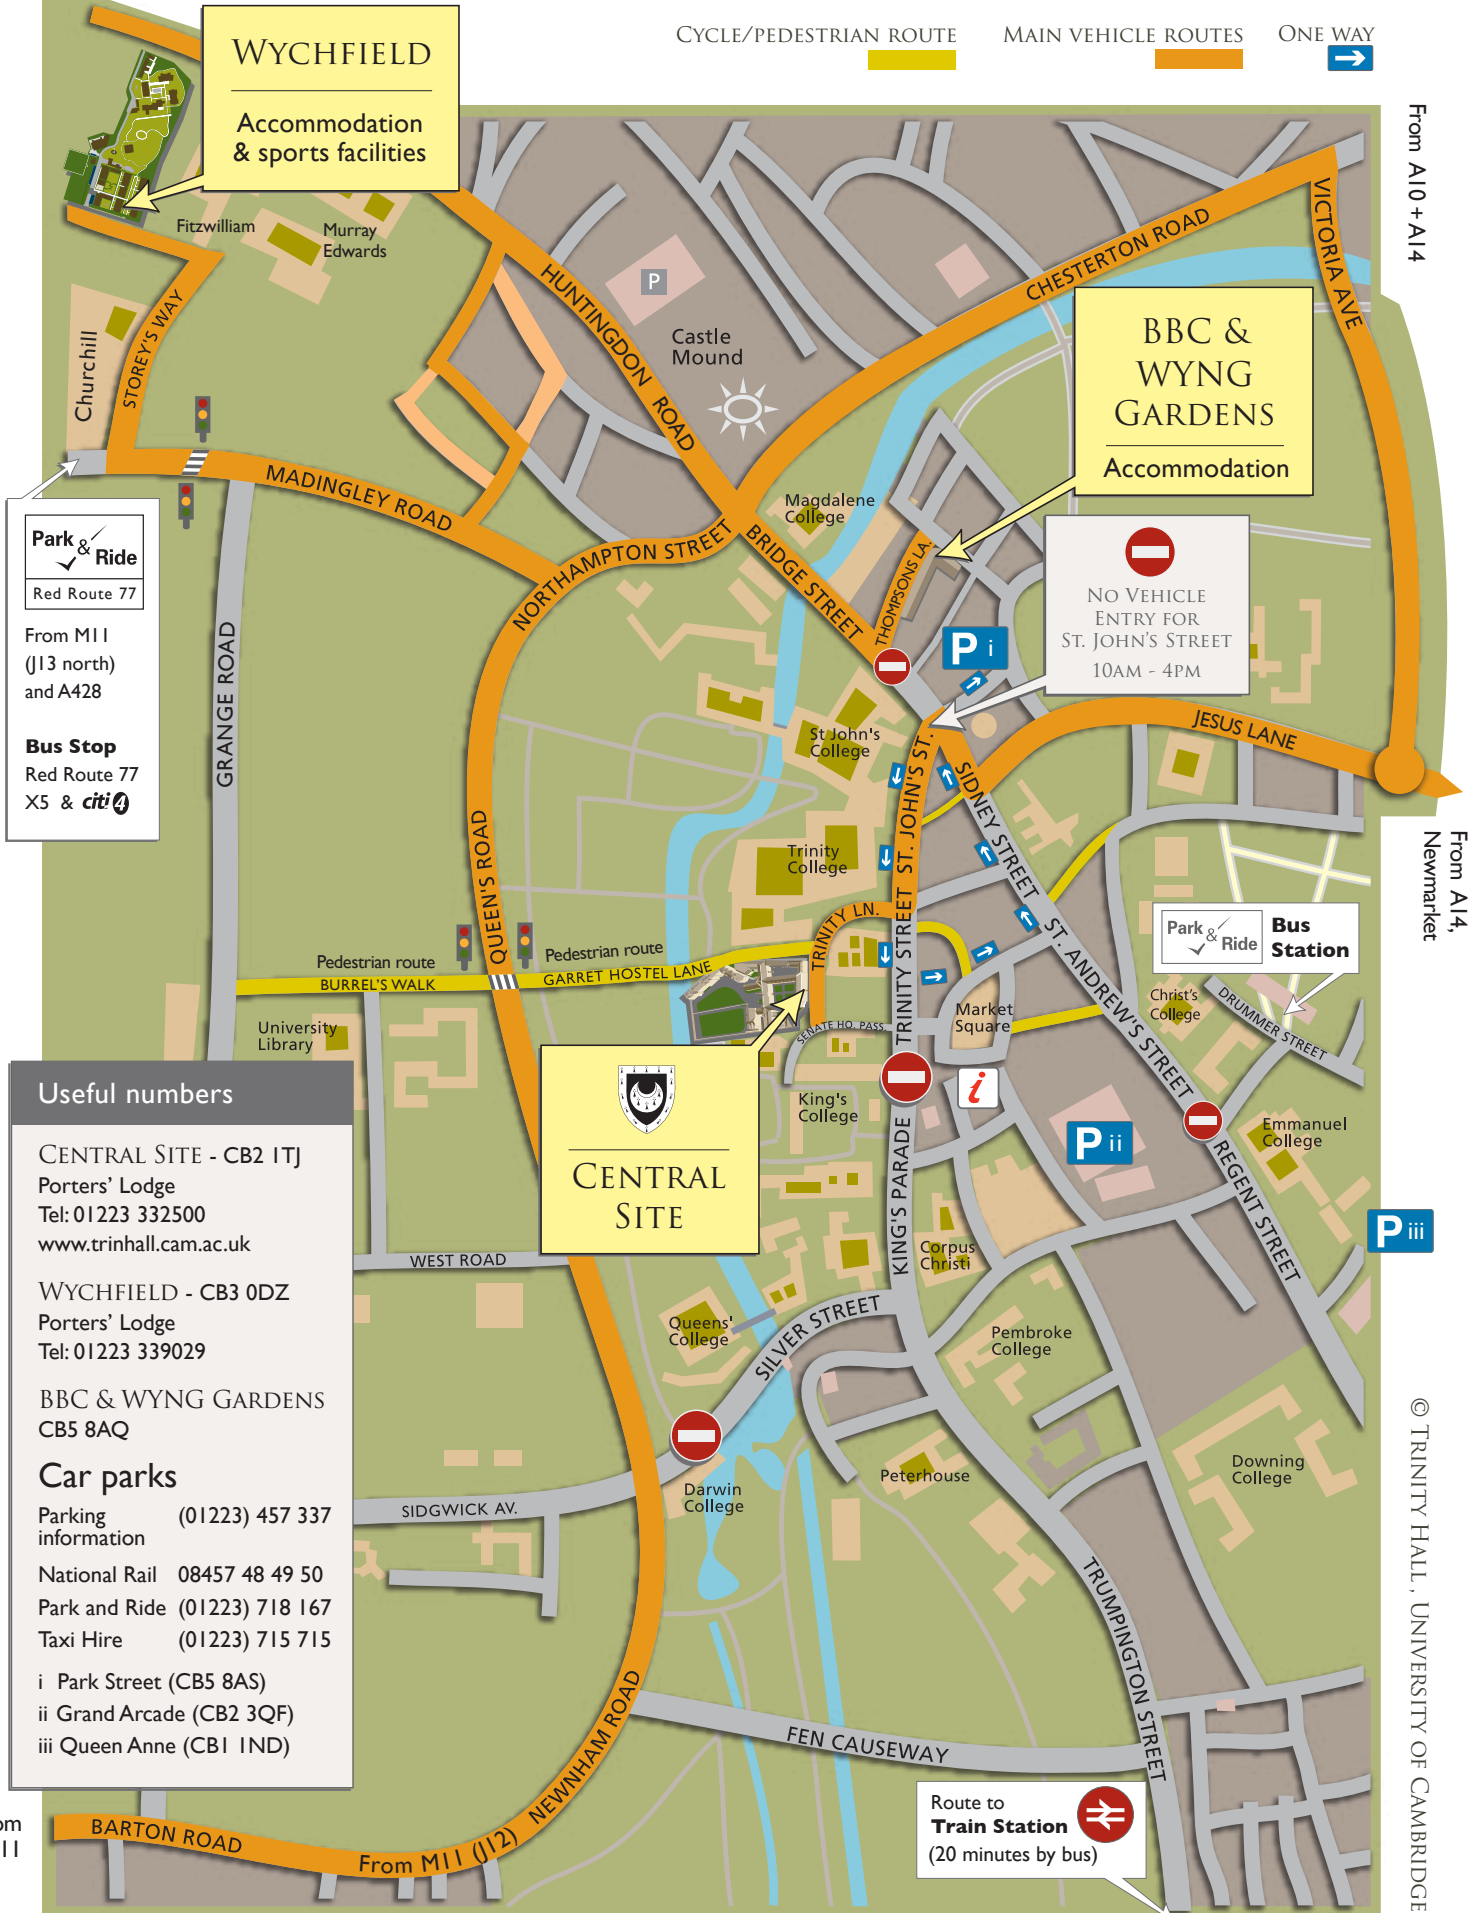 CYCLE/PEDESTRIAN ROUTE
MAIN VEHICLE ROUTES
ONE WAY
WYCHFIELD
Accommodation
& sports facilities
From A10 + A14
Fitzwilliam
Murray
Edwards
P
Castle
Mound
HUNTINGDON ROAD
CHESTERTON ROAD
VICTORIA AVE
BBC &
WYNG
GARDENS
Accommodation
Churchill
STOREY'S WAY
MADINGLEY ROAD
Park & Ride
Red Route 77
From M11
(J13 north)
and A428
Bus Stop
Red Route 77
X5 & citi 4
GRANGE ROAD
NORTHAMPTON STREET
Magdalene
College
BRIDGE STREET
THOMPSONS LA.
NO VEHICLE
ENTRY FOR
ST. JOHN'S STREET
10AM - 4PM
P i
JESUS LANE
St John's
College
ST. JOHN'S ST.
SIDNEY STREET
QUEEN'S ROAD
Trinity
College
TRINITY LN.
TRINITY STREET
From A14,
Newmarket
Park & Ride
Bus
Station
Pedestrian route
BURREL'S WALK
Pedestrian route
GARRET HOSTEL LANE
University
Library
SENATE HO. PASS.
Market
Square
ST. ANDREW'S STREET
Christ's
College
DRUMMER STREET
CENTRAL
SITE
i
King's
College
P ii
Emmanuel
College
REGENT STREET
P iii
KING'S PARADE
Corpus
Christi
WEST ROAD
Queens'
College
SILVER STREET
Pembroke
College
Downing
College
Peterhouse
Darwin
College
SIDGWICK AV.
Useful numbers
CENTRAL SITE - CB2 1TJ
Porters' Lodge
Tel: 01223 332500
www.trinhall.cam.ac.uk
WYCHFIELD - CB3 0DZ
Porters' Lodge
Tel: 01223 339029
BBC & WYNG GARDENS
CB5 8AQ
Car parks
Parking
information (01223) 457 337
National Rail 08457 48 49 50
Park and Ride (01223) 718 167
Taxi Hire (01223) 715 715
i Park Street (CB5 8AS)
ii Grand Arcade (CB2 3QF)
iii Queen Anne (CB1 1ND)
TRUMPINGTON STREET
FEN CAUSEWAY
NEWNHAM ROAD
BARTON ROAD
From M11 (J12)
Route to
Train Station
(20 minutes by bus)
© TRINITY HALL, UNIVERSITY OF CAMBRIDGE